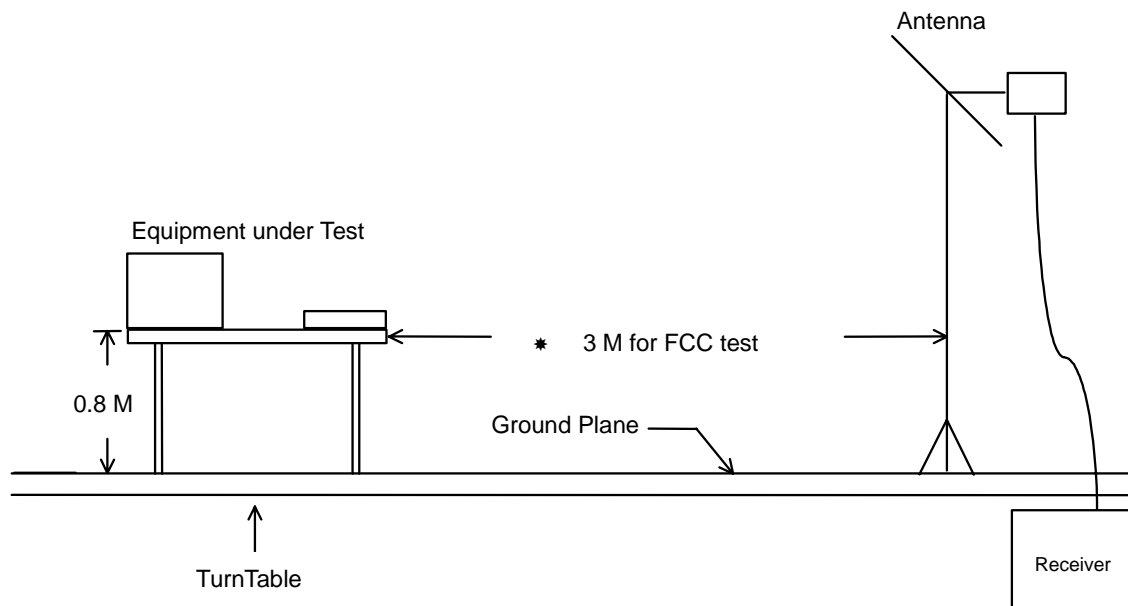 Antenna
Equipment under Test
* 3 M for FCC test
0.8 M
Ground Plane
TurnTable
Receiver